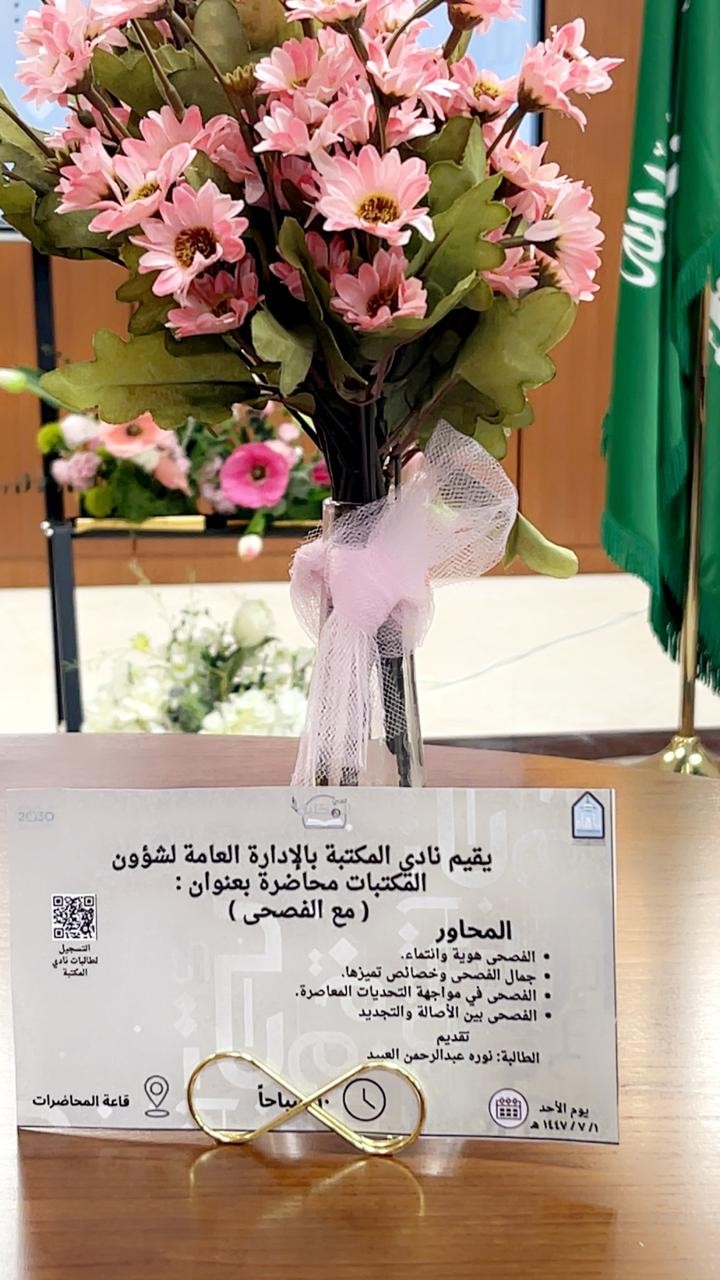 2030
يقيم نادي المكتبة بالإدارة العامة لشؤون
المكتبات محاضرة بعنوان :
( مع الفصحى )
المحاور
• الفصحى هوية وانتماء.
• جمال الفصحى وخصائص تميزها.
• الفصحى في مواجهة التحديات المعاصرة.
• الفصحى بين الأصالة والتجديد
تقديم
الطالبة: نوره عبدالرحمن العبيد
التسجيل
لطالبات نادي
المكتبة
يوم الأحد
١٤٤٧/٧/١ هـ
١٠ صباحاً
قاعة المحاضرات